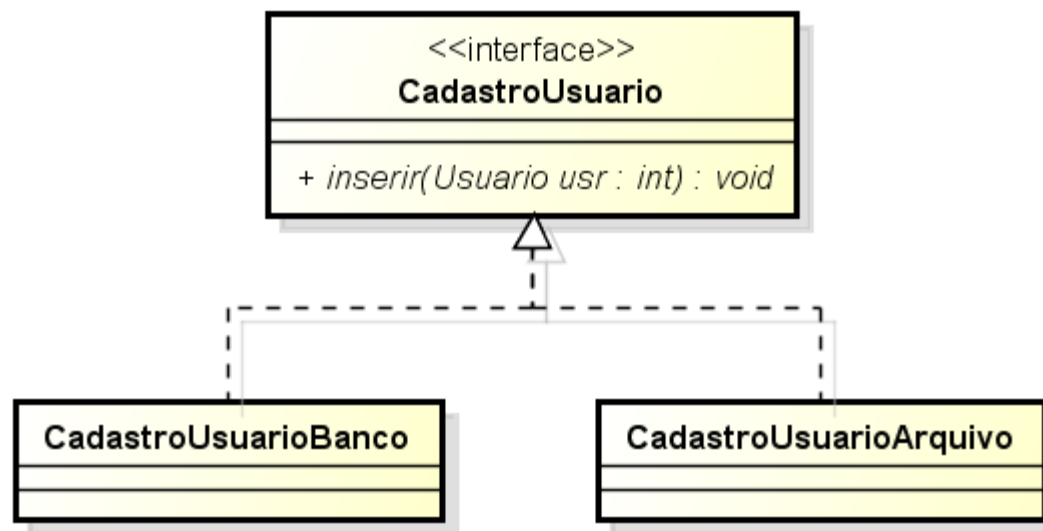 <<interface>>
CadastroUsuario
+ inserir(Usuario usr : int) : void
CadastroUsuarioBanco
CadastroUsuarioArquivo